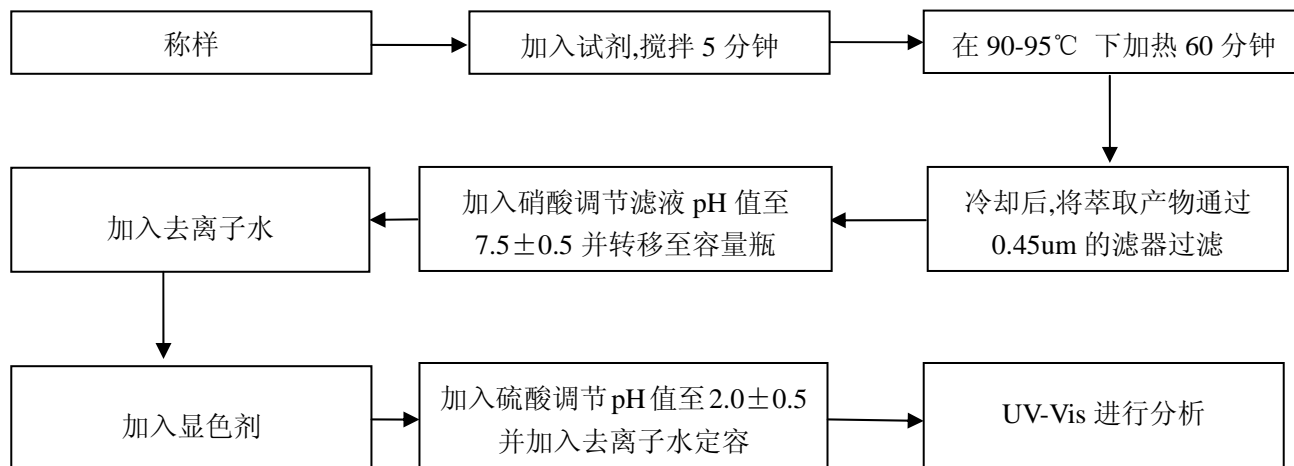 称样
加入试剂,搅拌 5 分钟
在 90-95℃ 下加热 60 分钟
冷却后,将萃取产物通过
0.45um 的滤器过滤
加入硝酸调节滤液 pH 值至
7.5±0.5 并转移至容量瓶
加入去离子水
加入显色剂
加入硫酸调节 pH 值至 2.0±0.5
并加入去离子水定容
UV-Vis 进行分析